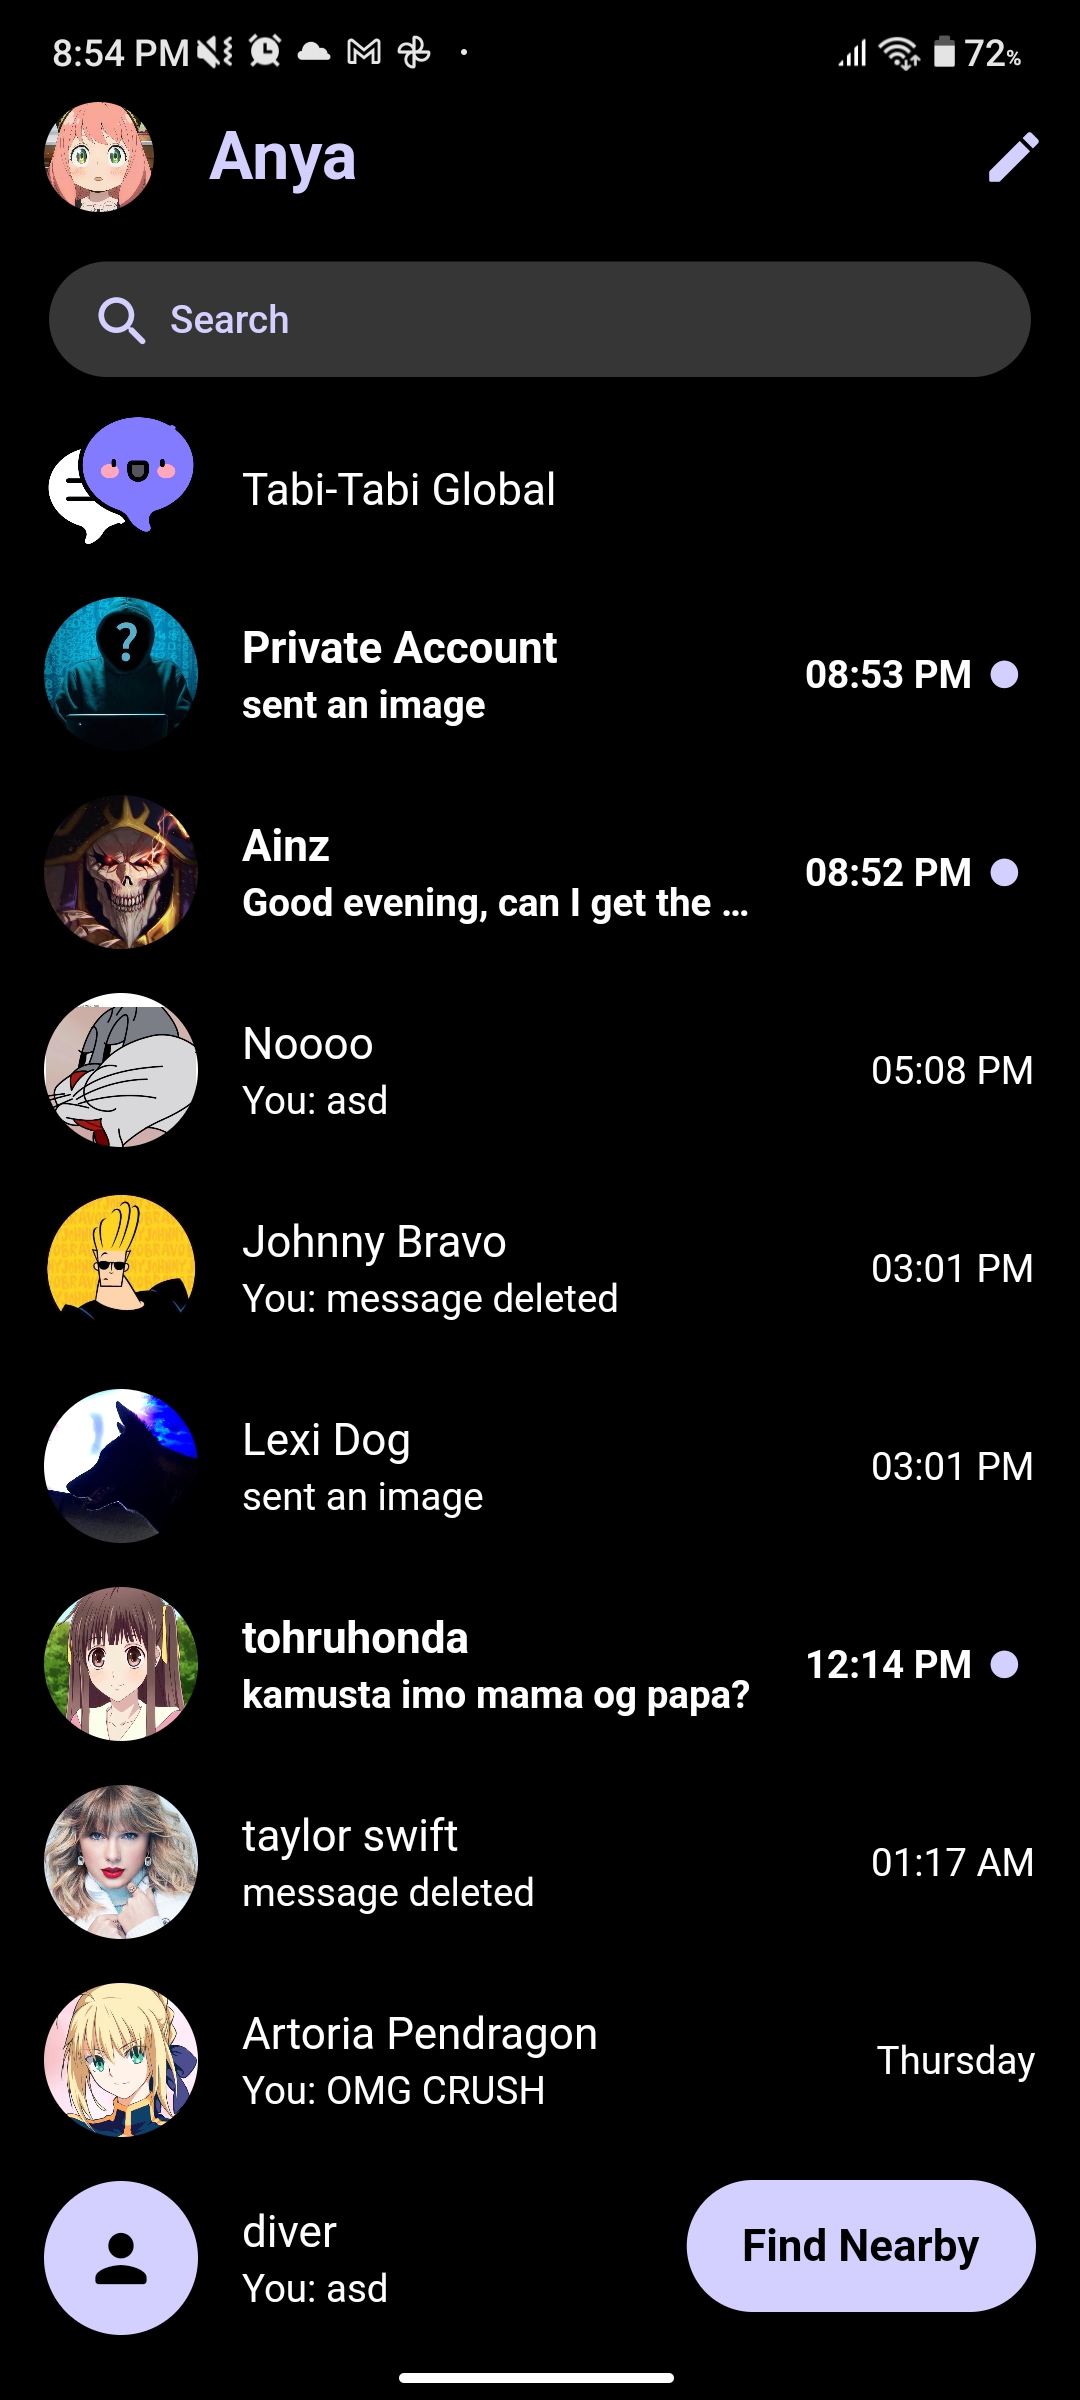 8:54 PM
72%
Anya
Search
Tabi-Tabi Global
Private Account
sent an image
08:53 PM
Ainz
Good evening, can I get the ...
08:52 PM
Noooo
You: asd
05:08 PM
Johnny Bravo
You: message deleted
03:01 PM
Lexi Dog
sent an image
03:01 PM
tohruhonda
kamusta imo mama og papa?
12:14 PM
taylor swift
message deleted
01:17 AM
Artoria Pendragon
You: OMG CRUSH
Thursday
diver
You: asd
Find Nearby